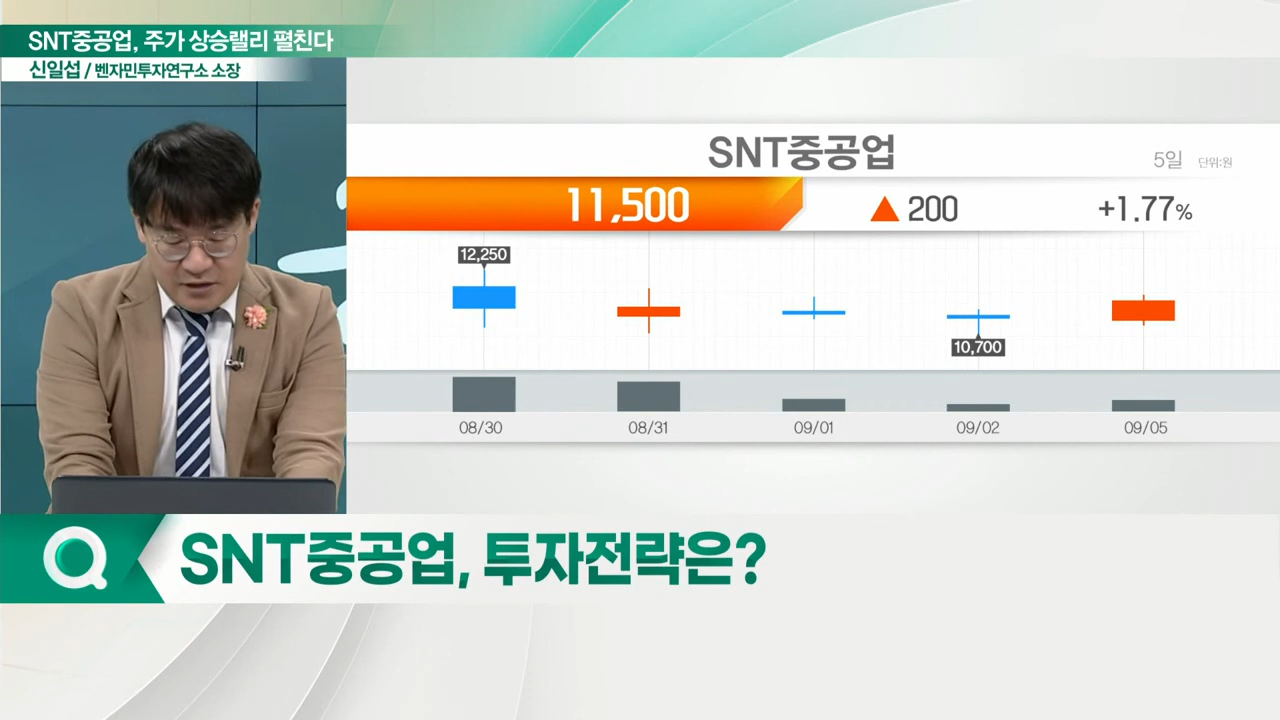 SNT중공업, 주가 상승랠리 펼친다
신일섭 / 벤자민투자연구소 소장
SNT중공업
5일 단위:원
11,500 ▲ 200 +1.77%
12,250
10,700
08/30 08/31 09/01 09/02 09/05
SNT중공업, 투자전략은?